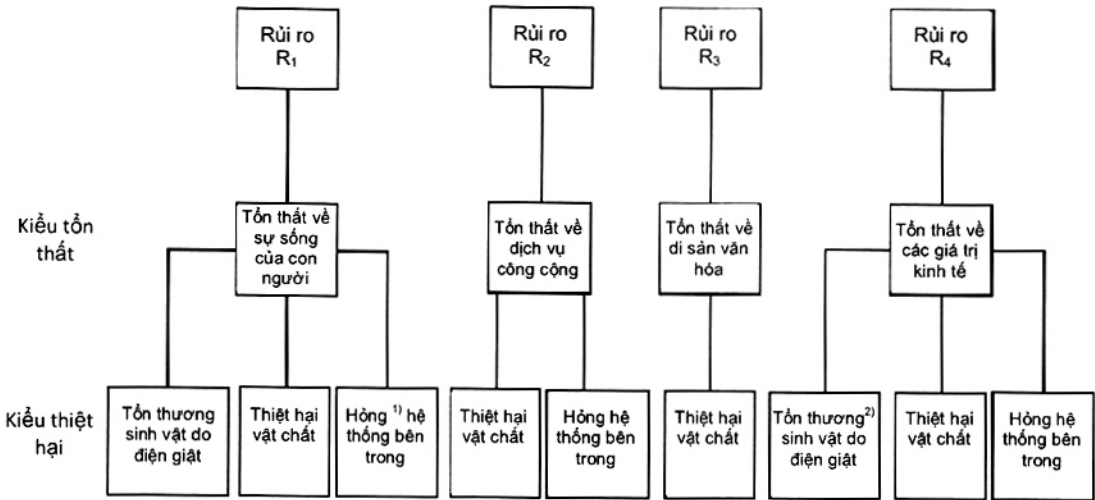 Rủi ro
R1
Rủi ro
R2
Rủi ro
R3
Rủi ro
R4
Kiểu tổn
thất
Tổn thất về
sự sống
của con
người
Tổn thất về
dịch vụ
công cộng
Tổn thất về
di sản văn
hóa
Tổn thất về
các giá trị
kinh tế
Kiểu thiệt
hại
Tổn thương
sinh vật do
điện giật
Thiệt hại
vật chất
Hỏng 1) hệ
thống bên
trong
Thiệt hại
vật chất
Hỏng hệ
thống bên
trong
Thiệt hại
vật chất
Tổn thương2)
sinh vật do
điện giật
Thiệt hại
vật chất
Hỏng hệ
thống bên
trong